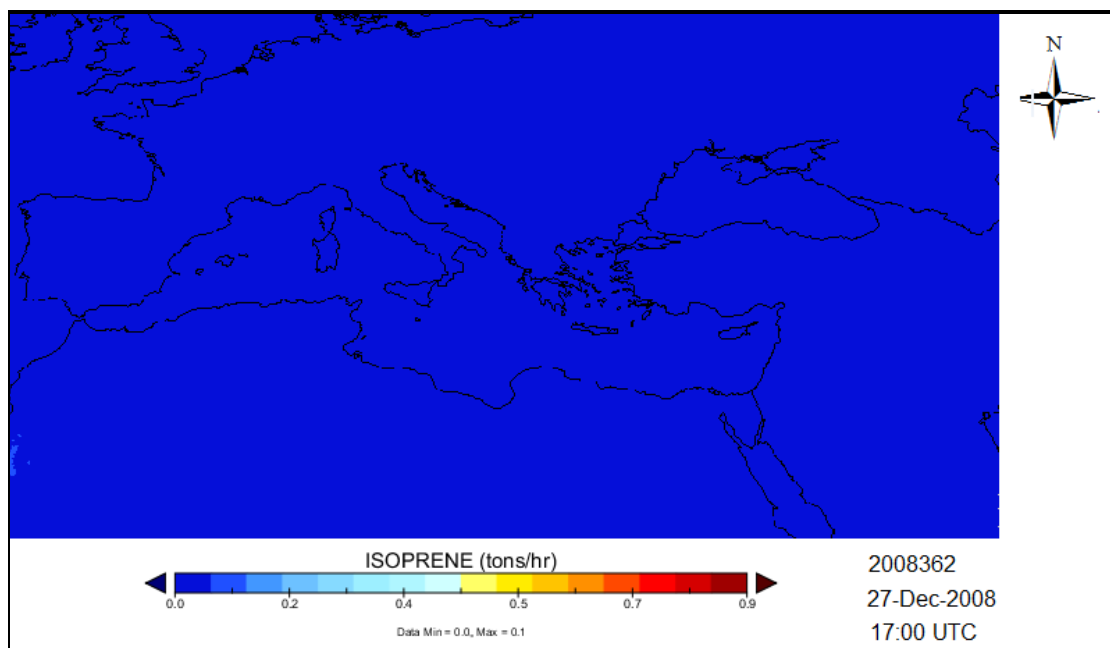 N
ISOPRENE (tons/hr)
0.0 0.2 0.4 0.5 0.7 0.9
Data Min = 0.0, Max = 0.1
2008362
27-Dec-2008
17:00 UTC